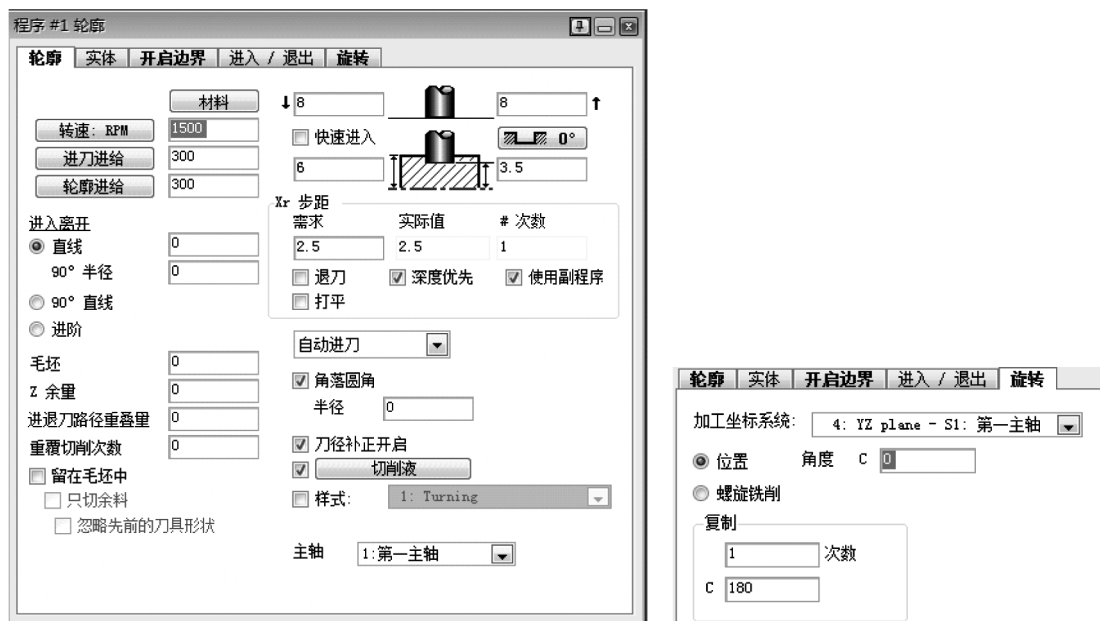 程序 #1 轮廓
轮廓 实体 开启边界 进入 / 退出 旋转
材料
转速: RPM 1500
进刀进给 300
轮廓进给 300
进入离开
直线 0
90° 半径 0
90° 直线
进阶
毛坯 0
Z 余量 0
进退刀路径重叠量 0
重覆切削次数 0
留在毛坯中
只切余料
忽略先前的刀具形状
8 8
快速进入 0°
6 3.5
Xr 步距
需求 实际值 # 次数
2.5 2.5 1
退刀 深度优先 使用副程序
打平
自动进刀
角落圆角
半径 0
刀径补正开启
切削液
样式: 1: Turning
主轴 1:第一主轴
轮廓 实体 开启边界 进入 / 退出 旋转
加工坐标系统: 4: YZ plane - S1: 第一主轴
位置 角度 C 0
螺旋铣削
复制
1 次数
C 180